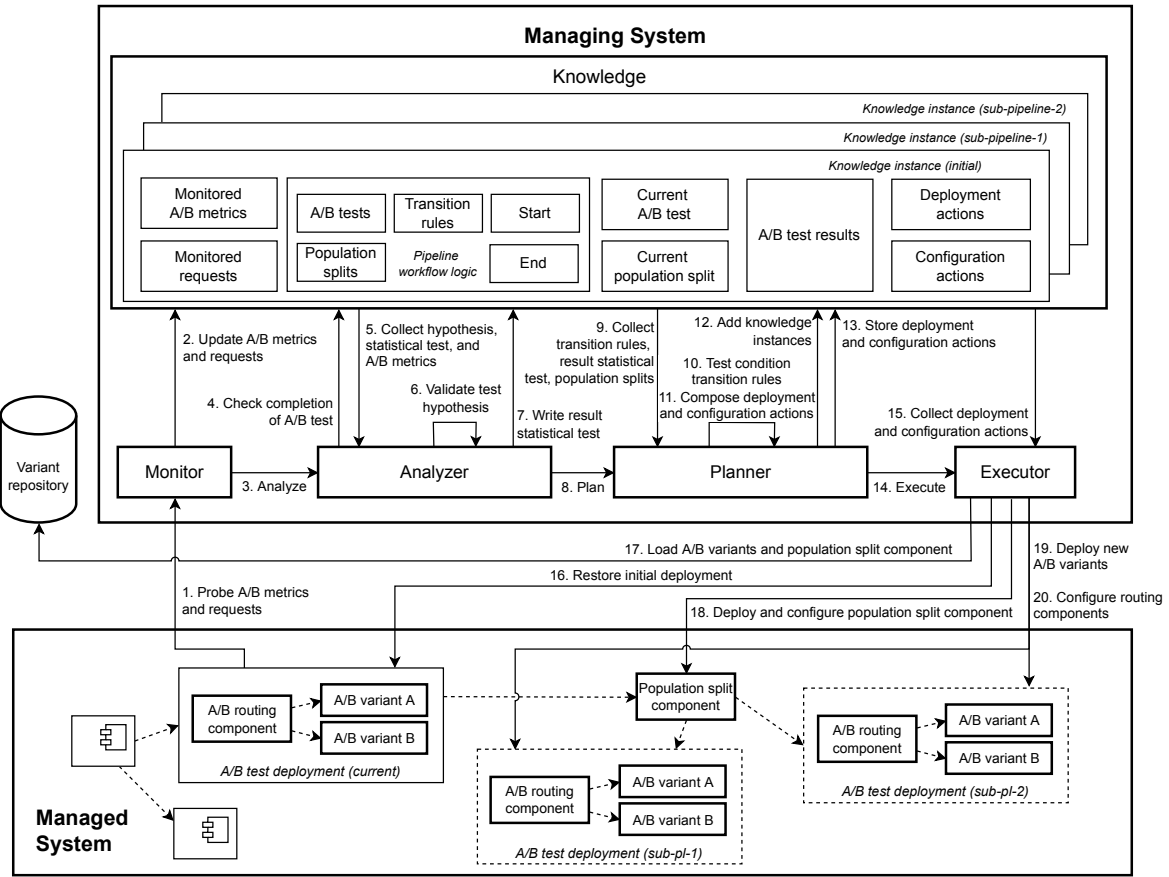 Managing System
Knowledge
Knowledge instance (sub-pipeline-2)
Knowledge instance (sub-pipeline-1)
Knowledge instance (initial)
Monitored
A/B metrics
Monitored
requests
A/B tests
Transition
rules
Start
Population
splits
Pipeline
workflow logic
End
Current
A/B test
Current
population split
A/B test results
Deployment
actions
Configuration
actions
2. Update A/B metrics
and requests
4. Check completion
of A/B test
5. Collect hypothesis,
statistical test, and
A/B metrics
6. Validate test
hypothesis
7. Write result
statistical test
9. Collect
transition rules,
result statistical
test, population splits
12. Add knowledge
instances
10. Test condition
transition rules
11. Compose deployment
and configuration actions
13. Store deployment
and configuration actions
15. Collect deployment
and configuration actions
Variant
repository
Monitor
3. Analyze
Analyzer
8. Plan
Planner
14. Execute
Executor
17. Load A/B variants and population split component
16. Restore initial deployment
18. Deploy and configure population split component
19. Deploy new
A/B variants
20. Configure routing
components
1. Probe A/B metrics
and requests
A/B routing
component
A/B variant A
A/B variant B
A/B test deployment (current)
Population split
component
A/B routing
component
A/B variant A
A/B variant B
A/B test deployment (sub-pl-2)
A/B routing
component
A/B variant A
A/B variant B
A/B test deployment (sub-pl-1)
Managed
System